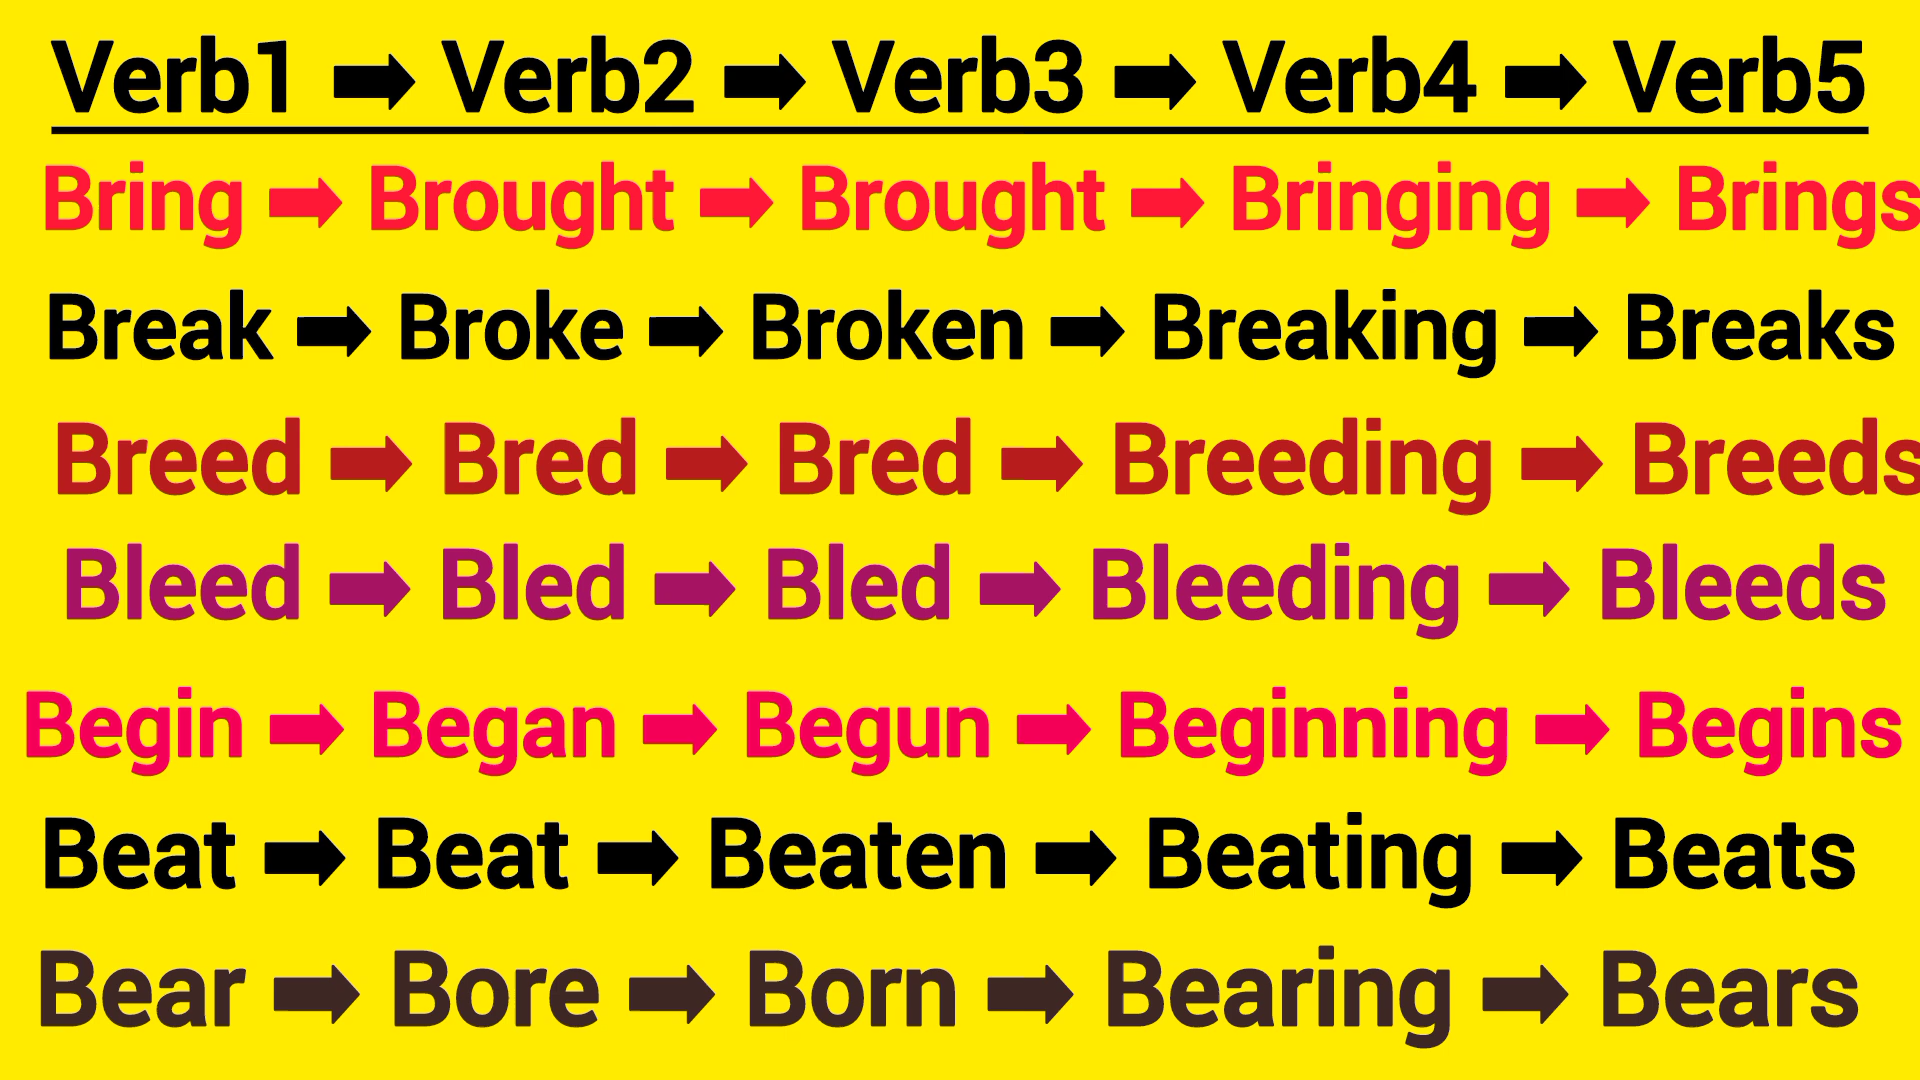 Verb1 ➡ Verb2 ➡ Verb3 ➡ Verb4 ➡ Verb5
Bring ➡ Brought ➡ Brought ➡ Bringing ➡ Brings
Break ➡ Broke ➡ Broken ➡ Breaking ➡ Breaks
Breed ➡ Bred ➡ Bred ➡ Breeding ➡ Breeds
Bleed ➡ Bled ➡ Bled ➡ Bleeding ➡ Bleeds
Begin ➡ Began ➡ Begun ➡ Beginning ➡ Begins
Beat ➡ Beat ➡ Beaten ➡ Beating ➡ Beats
Bear ➡ Bore ➡ Born ➡ Bearing ➡ Bears